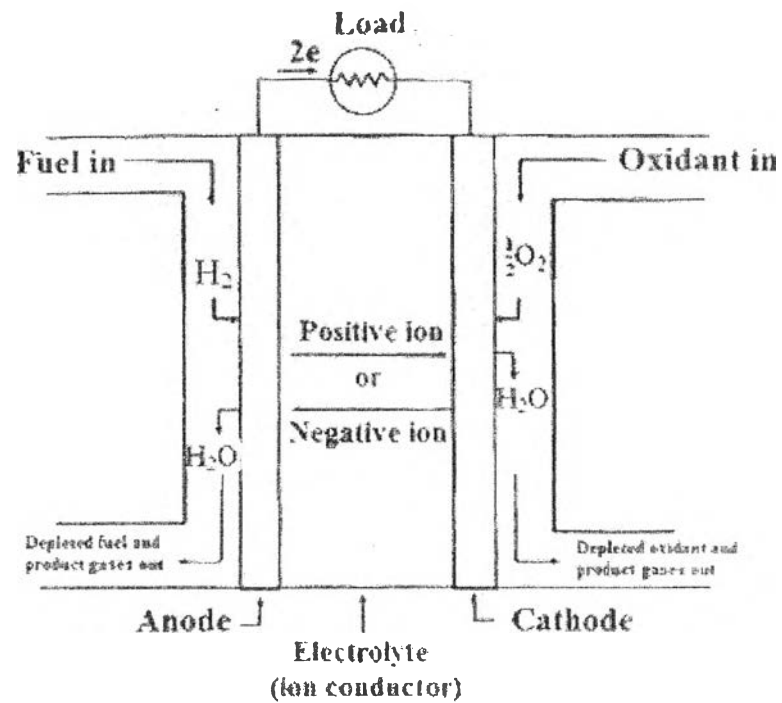 Load
2e
Fuel in
Oxidant in
H₂
½O₂
Positive ion
or
Negative ion
H₂O
H₂O
Depleted fuel and
product gases out
Depleted oxidant and
product gases out
Anode
Cathode
Electrolyte
(ion conductor)